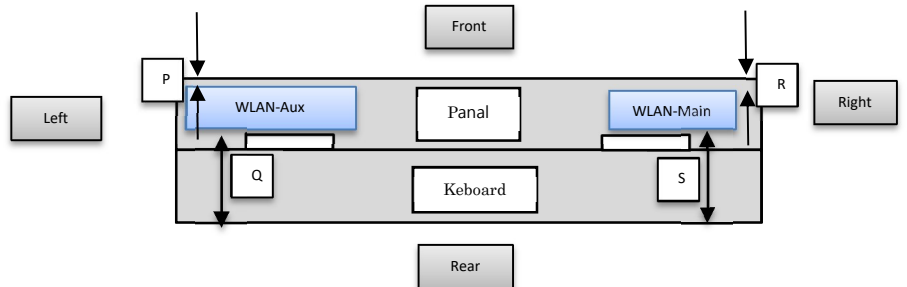 Front
P
R
WLAN-Aux
Panal
WLAN-Main
Left
Right
Q
S
Keboard
Rear